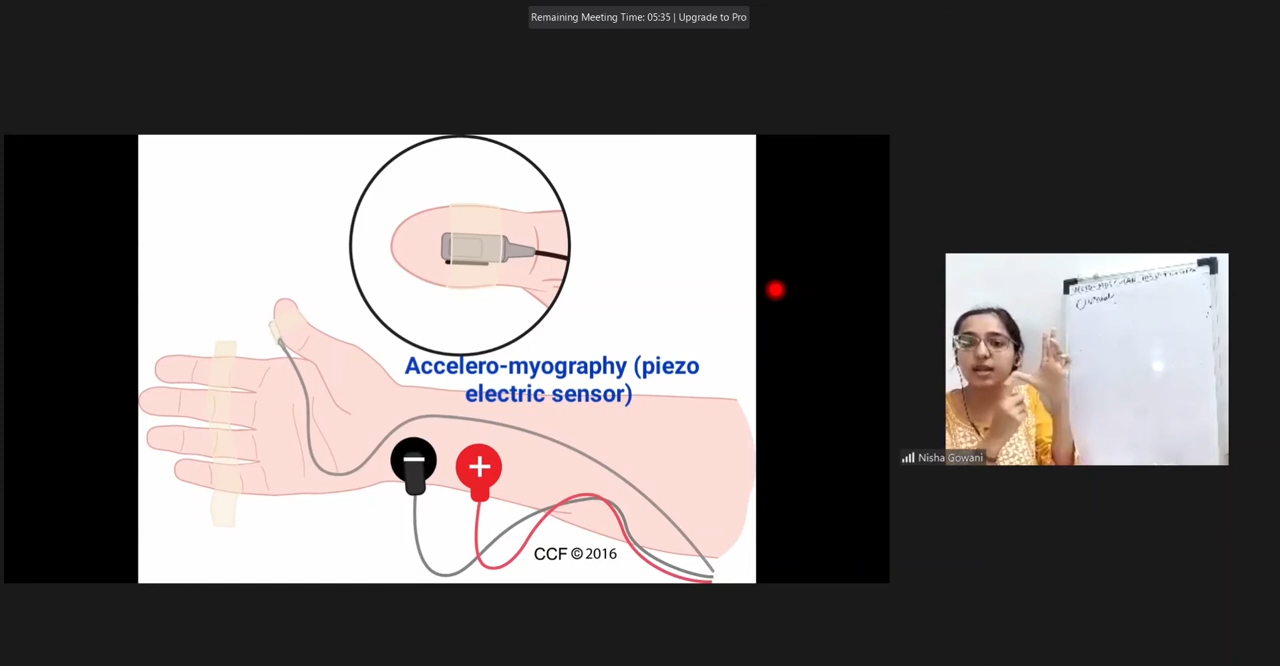 Remaining Meeting Time: 05:35 | Upgrade to Pro
Accelero-myography (piezo
electric sensor)
CCF © 2016
Nisha Gowani